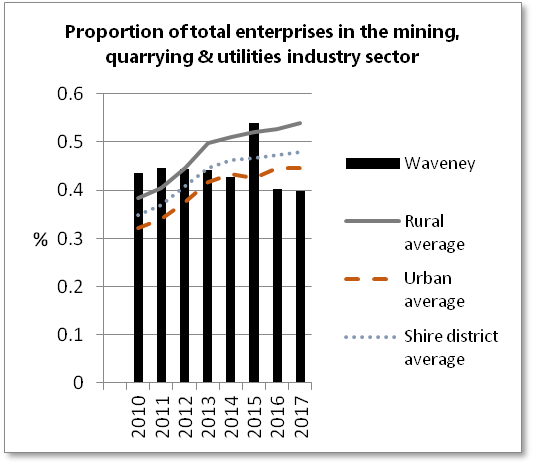 Proportion of total enterprises in the mining,
quarrying & utilities industry sector
0.6
0.5
0.4
0.3
0.2
0.1
0
%
2010
2011
2012
2013
2014
2015
2016
2017
Waveney
Rural
average
Urban
average
Shire district
average